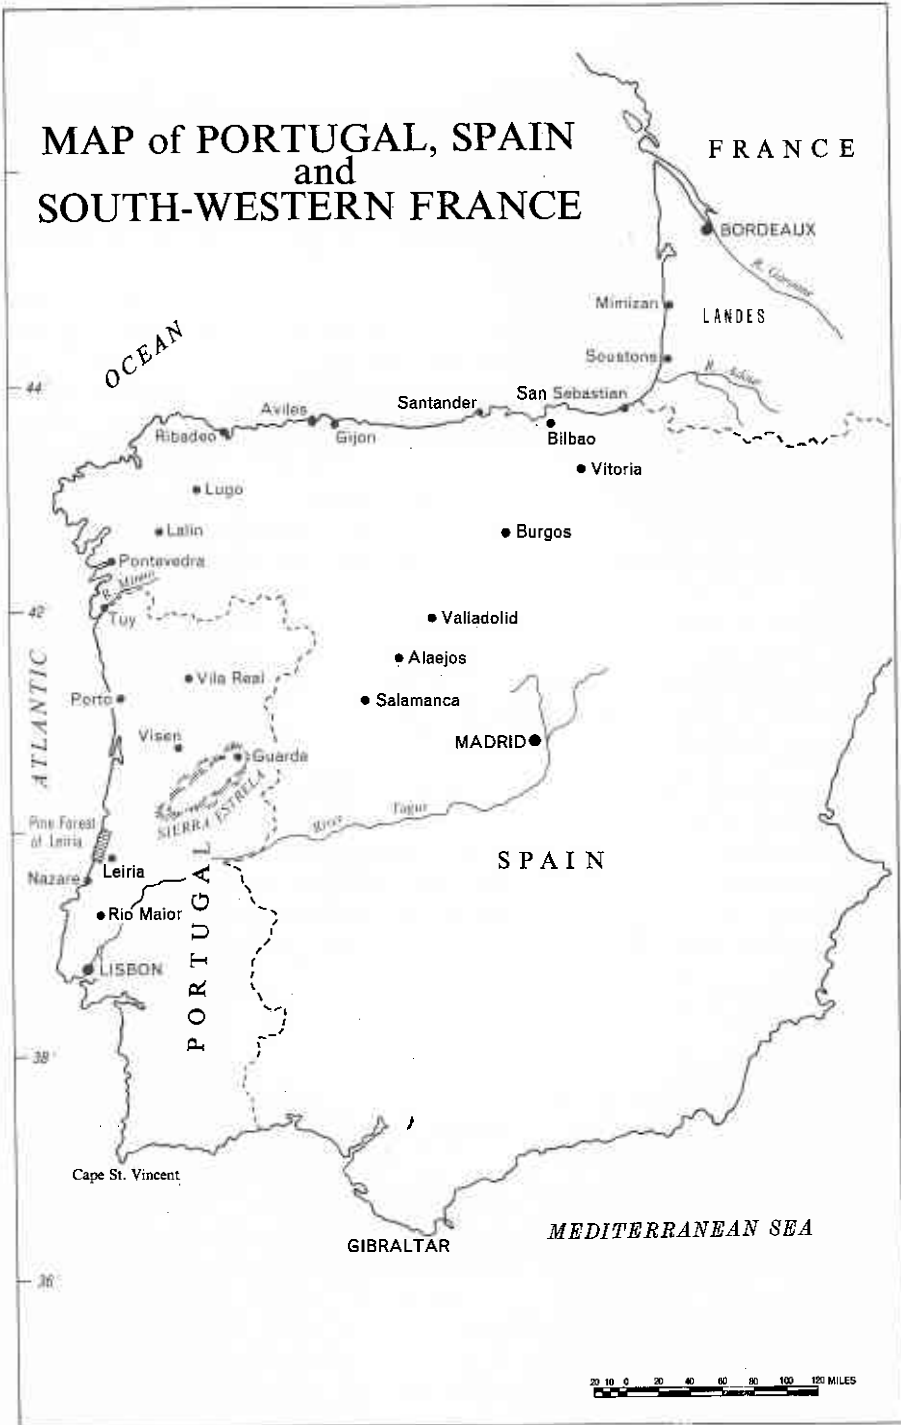 MAP of PORTUGAL, SPAIN
and
SOUTH-WESTERN FRANCE
FRANCE
BORDEAUX
R. Garonne
Mimizan
LANDES
OCEAN
Soustons
R. Adour
44°
San Sebastian
Santander
Aviles
Ribadeo
Gijon
Bilbao
Vitoria
Lugo
Lalin
Burgos
Pontevedra
R. Minho
42
Tuy
Valladolid
Alaejos
Vila Real
Porto
Salamanca
ATLANTIC
Viseu
MADRID
Guarda
SIERRA ESTRELA
River Tagus
Pine Forest
of Leiria
SPAIN
Leiria
Nazare
PORTUGAL
Rio Maior
LISBON
38°
Cape St. Vincent
MEDITERRANEAN SEA
GIBRALTAR
36°
20 10 0 20 40 60 80 100 120 MILES